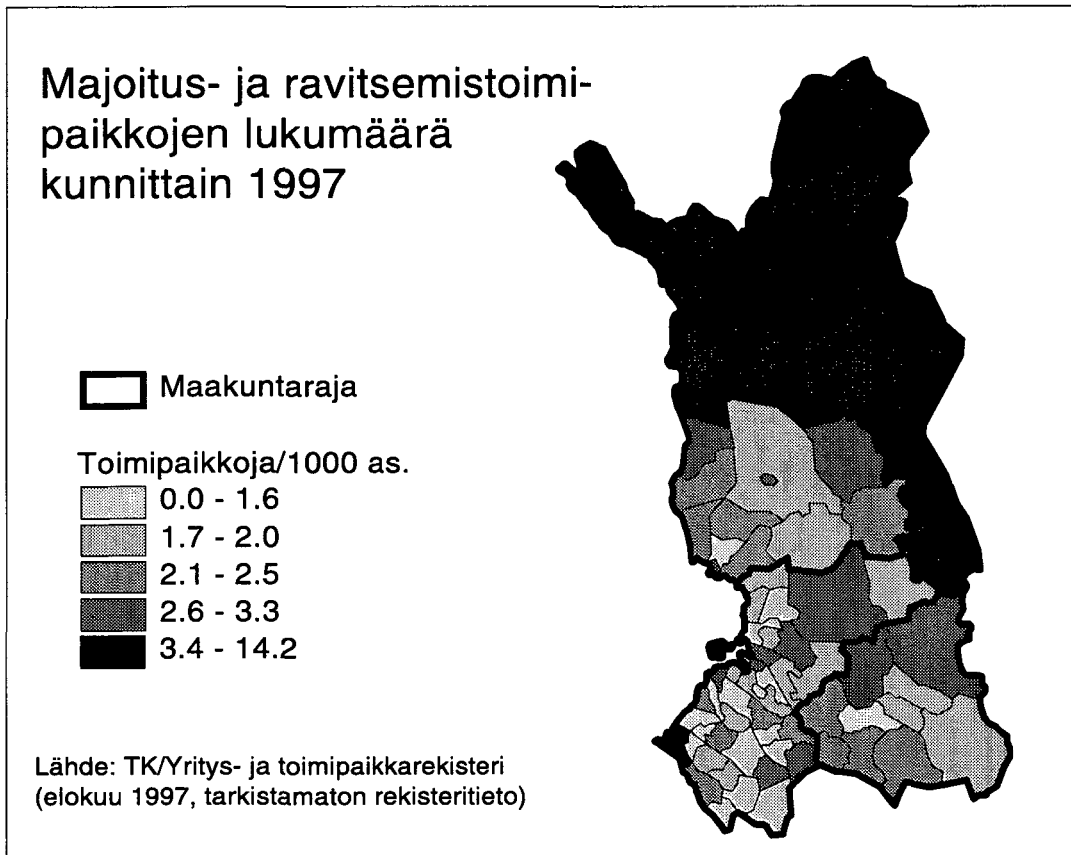 Majoitus- ja ravitsemistoimi-
paikkojen lukumäärä
kunnittain 1997
Maakuntaraja
Toimipaikkoja/1000 as.
0.0 - 1.6
1.7 - 2.0
2.1 - 2.5
2.6 - 3.3
3.4 - 14.2
Lähde: TK/Yritys- ja toimipaikkarekisteri
(elokuu 1997, tarkistamaton rekisteritieto)